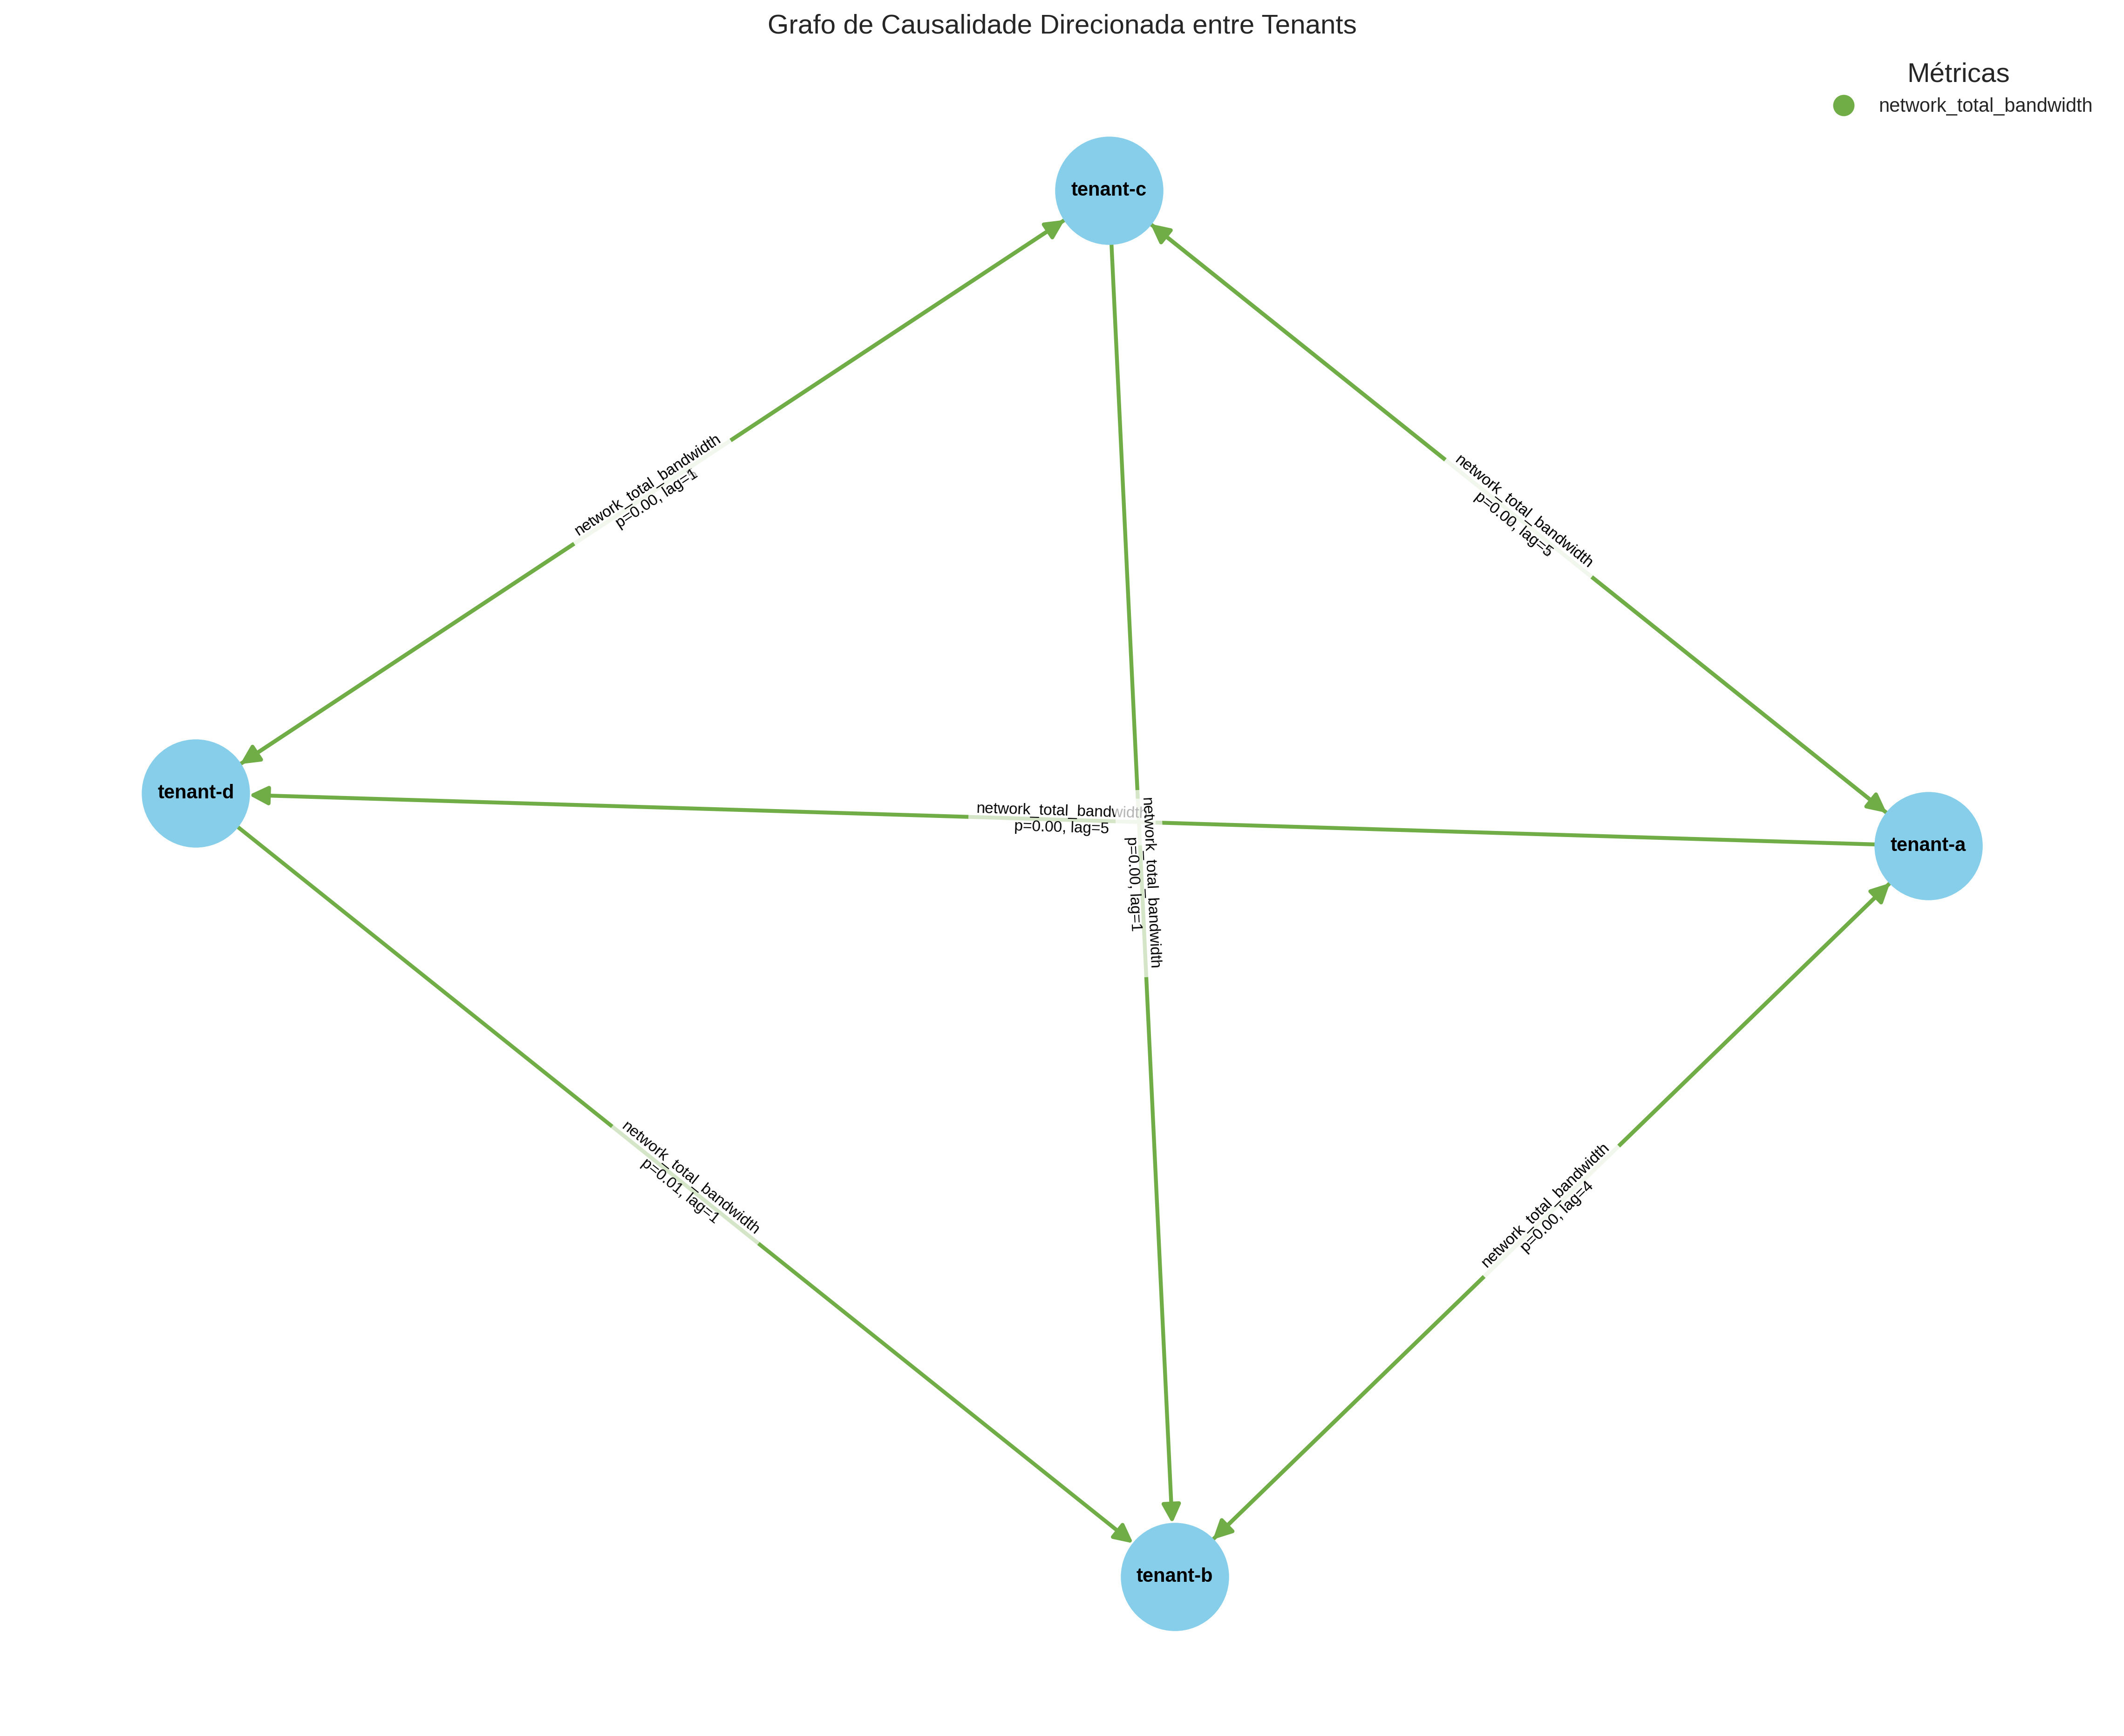 Grafo de Causalidade Direcionada entre Tenants
Métricas
network_total_bandwidth
tenant-c
network_total_bandwidth
p=0.00, lag=1
network_total_bandwidth
p=0.00, lag=5
tenant-d
network_total_bandwidth
p=0.00, lag=5
network_total_bandwidth
p=0.00, lag=1
tenant-a
network_total_bandwidth
p=0.01, lag=1
network_total_bandwidth
p=0.00, lag=4
tenant-b